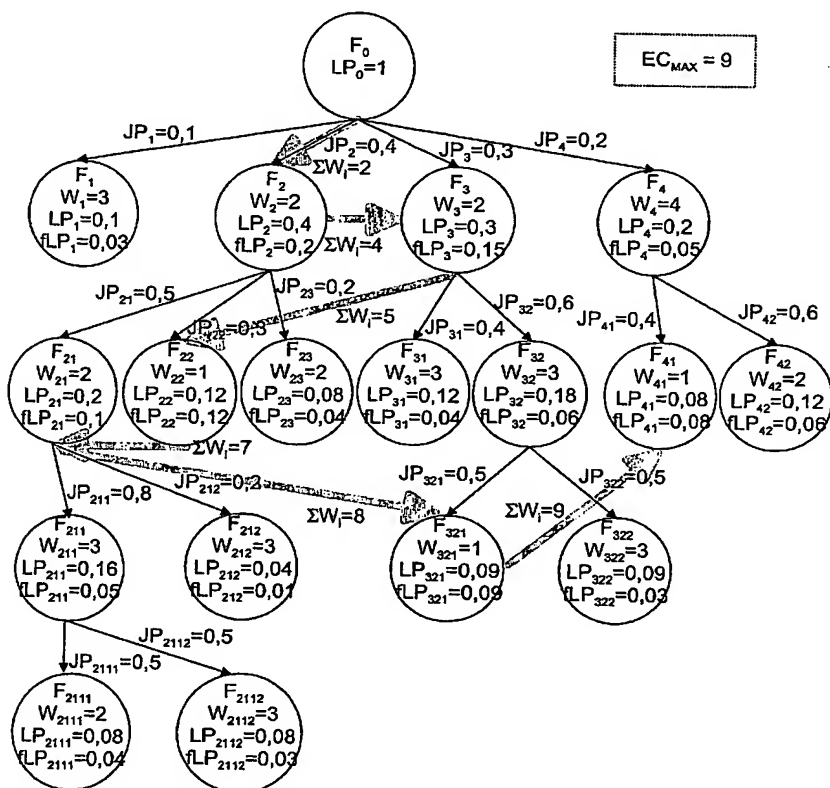 F₀
LP₀=1
EC_MAX = 9
JP₁=0,1
JP₂=0,4
JP₃=0,3
JP₄=0,2
ΣWᵢ=2
F₁
W₁=3
LP₁=0,1
fLP₁=0,03
F₂
W₂=2
LP₂=0,4
fLP₂=0,2
ΣWᵢ=4
F₃
W₃=2
LP₃=0,3
fLP₃=0,15
F₄
W₄=4
LP₄=0,2
fLP₄=0,05
JP₂₁=0,5
JP₂₃=0,2
JP₂₂=0,3
ΣWᵢ=5
JP₃₁=0,4
JP₃₂=0,6
JP₄₁=0,4
JP₄₂=0,6
F₂₁
W₂₁=2
LP₂₁=0,2
fLP₂₁=0,1
F₂₂
W₂₂=1
LP₂₂=0,12
fLP₂₂=0,12
F₂₃
W₂₃=2
LP₂₃=0,08
fLP₂₃=0,04
F₃₁
W₃₁=3
LP₃₁=0,12
fLP₃₁=0,04
F₃₂
W₃₂=3
LP₃₂=0,18
fLP₃₂=0,06
F₄₁
W₄₁=1
LP₄₁=0,08
fLP₄₁=0,08
F₄₂
W₄₂=2
LP₄₂=0,12
fLP₄₂=0,06
ΣWᵢ=7
JP₂₁₁=0,8
JP₂₁₂=0,2
ΣWᵢ=8
JP₃₂₁=0,5
JP₃₂₂=0,5
ΣWᵢ=9
F₂₁₁
W₂₁₁=3
LP₂₁₁=0,16
fLP₂₁₁=0,05
F₂₁₂
W₂₁₂=3
LP₂₁₂=0,04
fLP₂₁₂=0,01
F₃₂₁
W₃₂₁=1
LP₃₂₁=0,09
fLP₃₂₁=0,09
F₃₂₂
W₃₂₂=3
LP₃₂₂=0,09
fLP₃₂₂=0,03
JP₂₁₁₁=0,5
JP₂₁₁₂=0,5
F₂₁₁₁
W₂₁₁₁=2
LP₂₁₁₁=0,08
fLP₂₁₁₁=0,04
F₂₁₁₂
W₂₁₁₂=3
LP₂₁₁₂=0,08
fLP₂₁₁₂=0,03